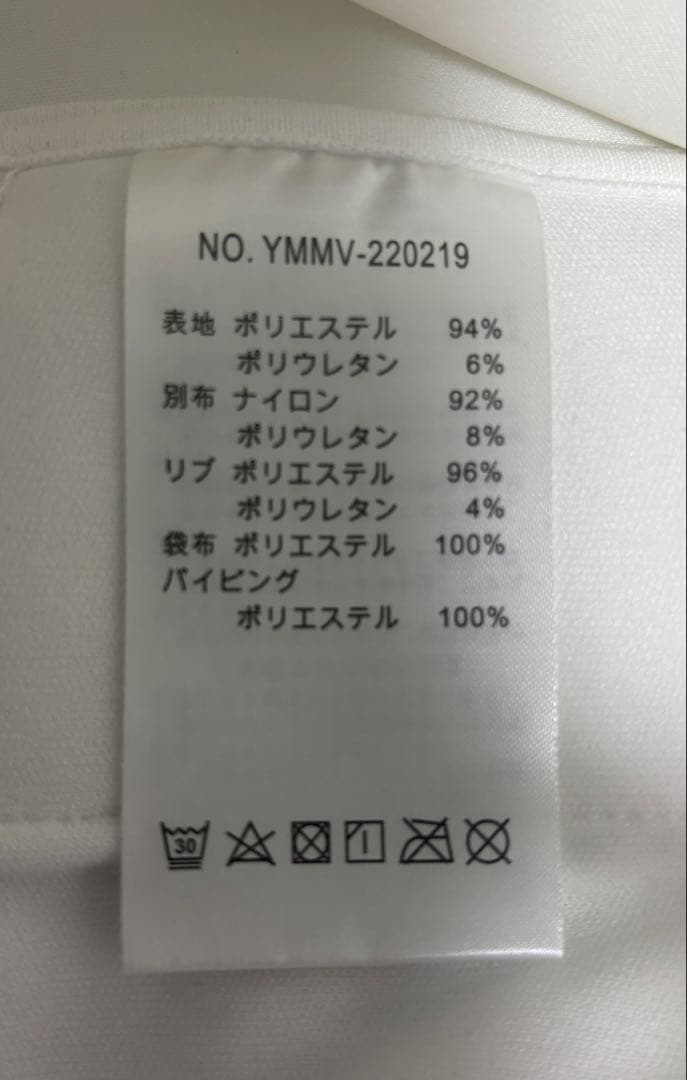 NO. YMMV-220219
表地 ポリエステル 94%
ポリウレタン 6%
別布 ナイロン 92%
ポリウレタン 8%
リブ ポリエステル 96%
ポリウレタン 4%
袋布 ポリエステル 100%
パイピング
ポリエステル 100%
30